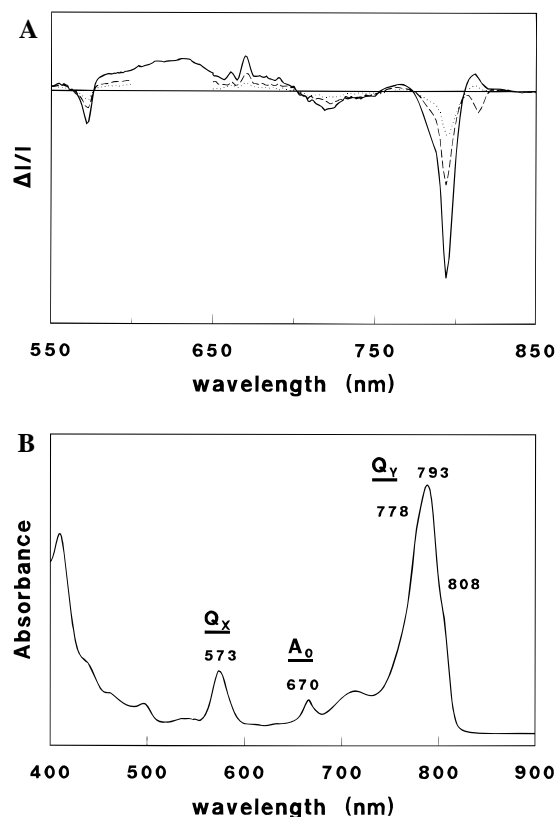 A
ΔI/I
550 650 750 850
wavelength (nm)
B
Q_Y 793
778
808
Q_X
573
A_0
670
Absorbance
400 500 600 700 800 900
wavelength (nm)